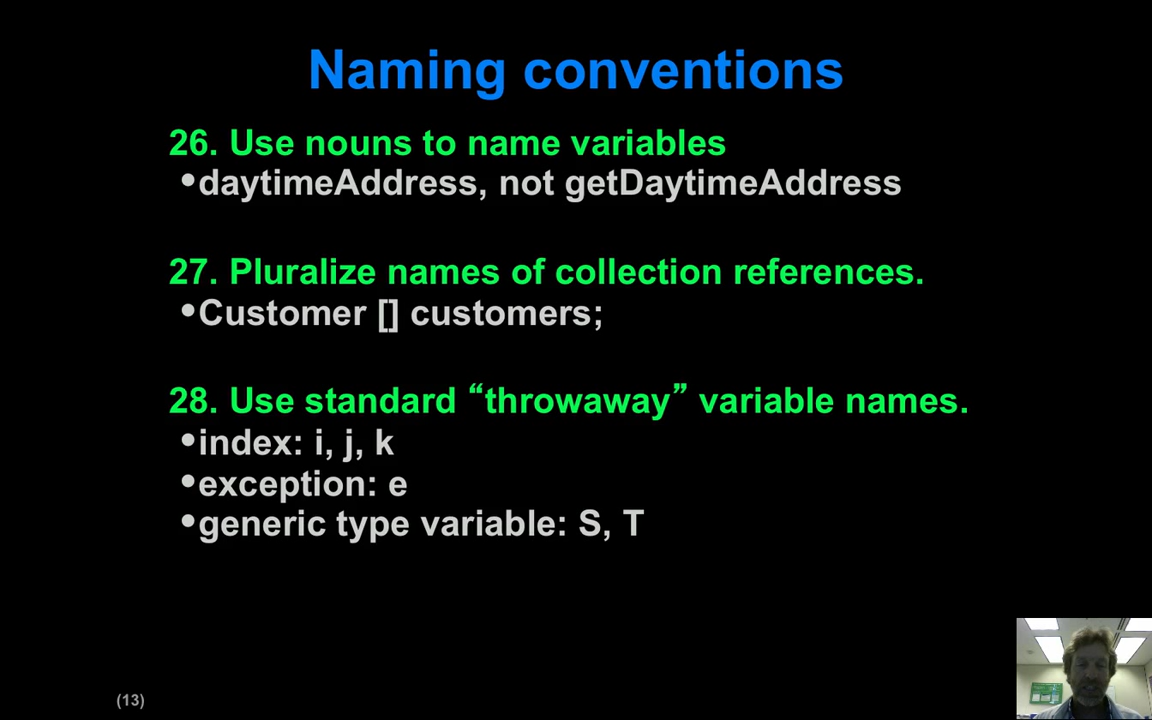 Naming conventions
26. Use nouns to name variables
•daytimeAddress, not getDaytimeAddress
27. Pluralize names of collection references.
•Customer [] customers;
28. Use standard “throwaway” variable names.
•index: i, j, k
•exception: e
•generic type variable: S, T
(13)